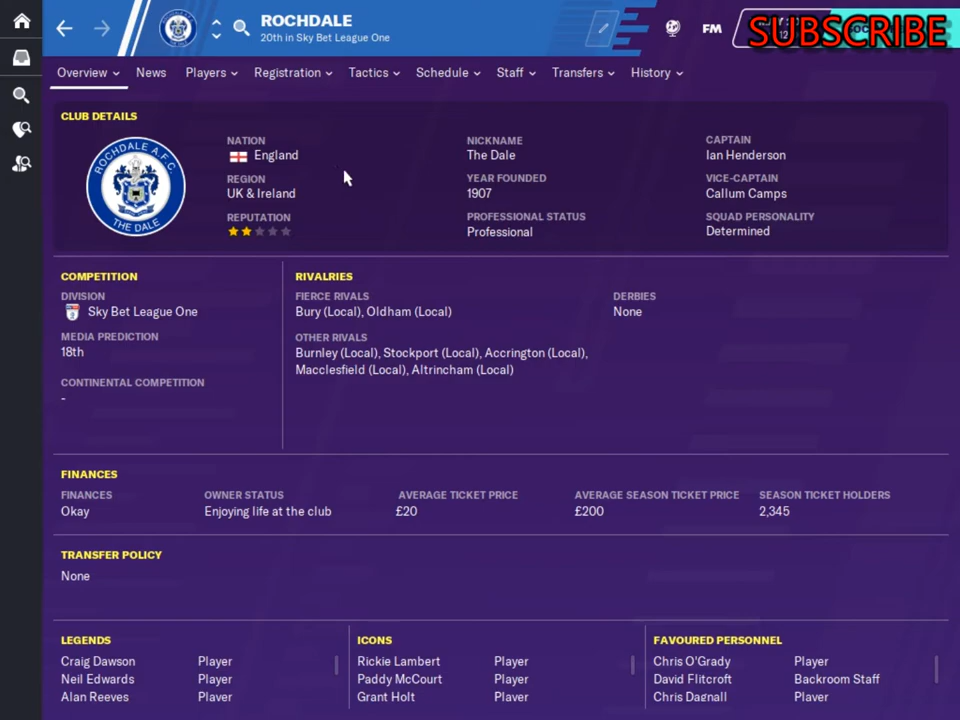 ROCHDALE
20th in Sky Bet League One
FM
SUBSCRIBE
Overview News Players Registration Tactics Schedule Staff Transfers History
CLUB DETAILS
ROCHDALE A.F.C.
THE DALE
NATION
England
REGION
UK & Ireland
REPUTATION
NICKNAME
The Dale
YEAR FOUNDED
1907
PROFESSIONAL STATUS
Professional
CAPTAIN
Ian Henderson
VICE-CAPTAIN
Callum Camps
SQUAD PERSONALITY
Determined
COMPETITION
DIVISION
Sky Bet League One
MEDIA PREDICTION
18th
CONTINENTAL COMPETITION
-
RIVALRIES
FIERCE RIVALS
Bury (Local), Oldham (Local)
OTHER RIVALS
Burnley (Local), Stockport (Local), Accrington (Local),
Macclesfield (Local), Altrincham (Local)
DERBIES
None
FINANCES
FINANCES
Okay
OWNER STATUS
Enjoying life at the club
AVERAGE TICKET PRICE
£20
AVERAGE SEASON TICKET PRICE
£200
SEASON TICKET HOLDERS
2,345
TRANSFER POLICY
None
LEGENDS
Craig Dawson Player
Neil Edwards Player
Alan Reeves Player
ICONS
Rickie Lambert Player
Paddy McCourt Player
Grant Holt Player
FAVOURED PERSONNEL
Chris O'Grady Player
David Flitcroft Backroom Staff
Chris Dagnall Player